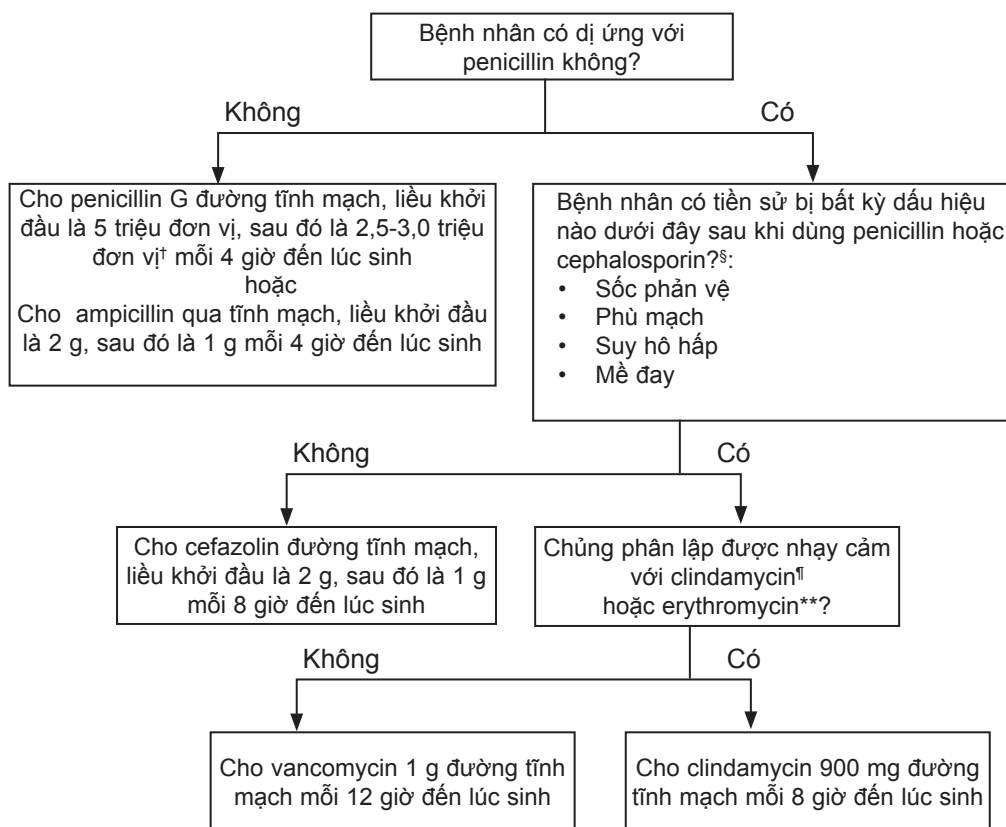 Bệnh nhân có dị ứng với
penicillin không?
Không
Có
Cho penicillin G đường tĩnh mạch, liều khởi
đầu là 5 triệu đơn vị, sau đó là 2,5-3,0 triệu
đơn vị† mỗi 4 giờ đến lúc sinh
hoặc
Cho ampicillin qua tĩnh mạch, liều khởi đầu
là 2 g, sau đó là 1 g mỗi 4 giờ đến lúc sinh
Bệnh nhân có tiền sử bị bất kỳ dấu hiệu
nào dưới đây sau khi dùng penicillin hoặc
cephalosporin?§:
• Sốc phản vệ
• Phù mạch
• Suy hô hấp
• Mề đay
Không
Có
Cho cefazolin đường tĩnh mạch,
liều khởi đầu là 2 g, sau đó là 1 g
mỗi 8 giờ đến lúc sinh
Chủng phân lập được nhạy cảm
với clindamycin¶
hoặc erythromycin**?
Không
Có
Cho vancomycin 1 g đường tĩnh
mạch mỗi 12 giờ đến lúc sinh
Cho clindamycin 900 mg đường
tĩnh mạch mỗi 8 giờ đến lúc sinh